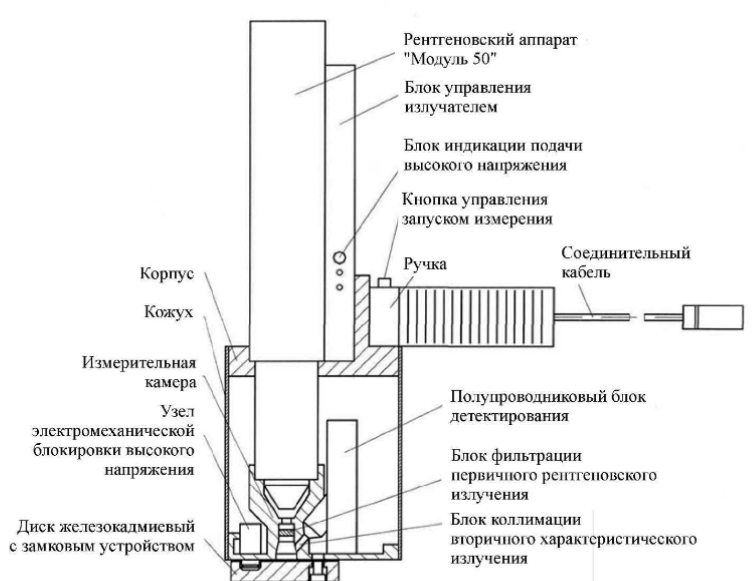 Рентгеновский аппарат
"Модуль 50"
Блок управления
излучателем
Блок индикации подачи
высокого напряжения
Кнопка управления
запуском измерения
Соединительный
кабель
Ручка
Корпус
Кожух
Измерительная
камера
Узел
электромеханической
блокировки высокого
напряжения
Диск железокадмиевый
с замковым устройством
Полупроводниковый блок
детектирования
Блок фильтрации
первичного рентгеновского
излучения
Блок коллимации
вторичного характеристического
излучения